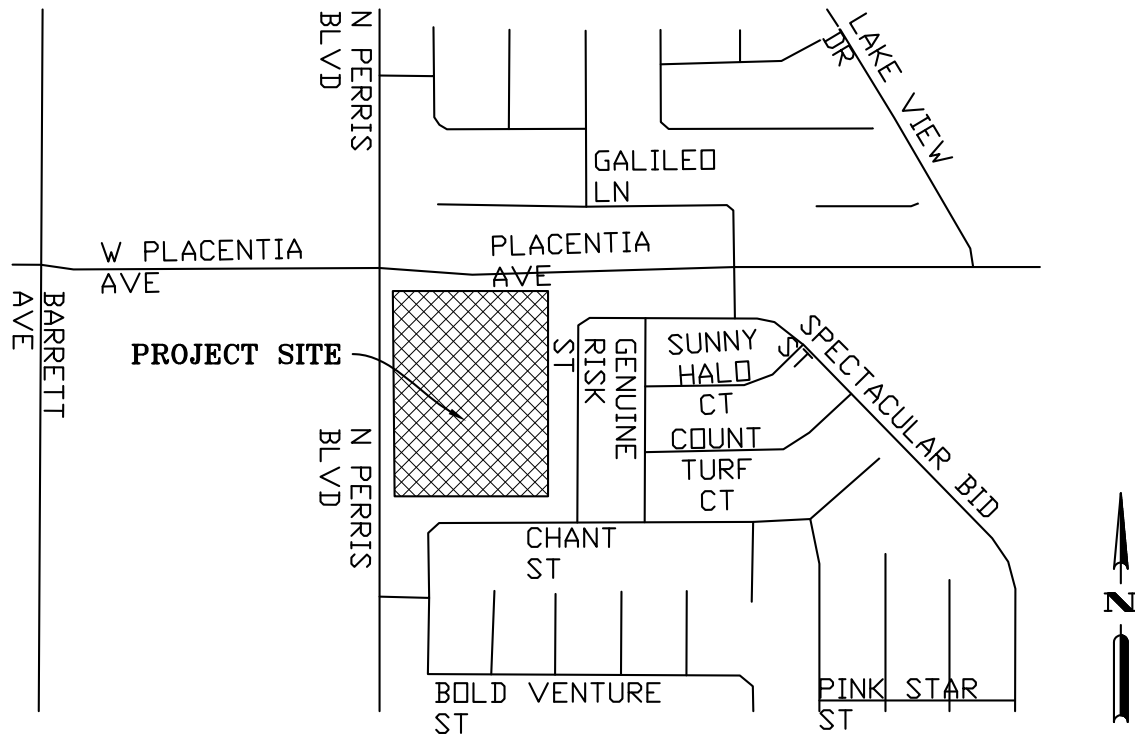 N PERRIS
BLVD
LAKE VIEW
DR
GALILEO
LN
W PLACENTIA
AVE
PLACENTIA
AVE
BARRETT
AVE
PROJECT SITE
GENUINE
RISK
ST
SUNNY
HALO
CT
SPECTACULAR BID
ST
COUNT
TURF
CT
N PERRIS
BLVD
CHANT
ST
BOLD VENTURE
ST
PINK STAR
ST
N